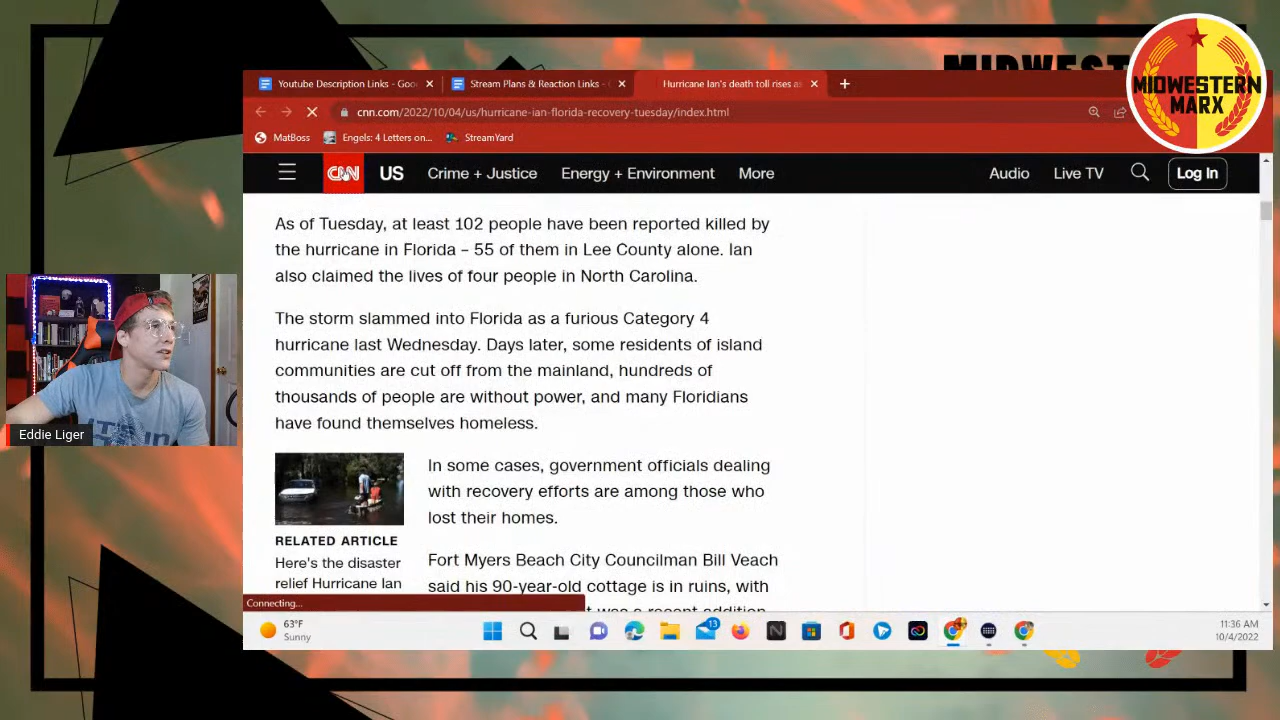 MIDWEST
MIDWESTERN
MARX
Youtube Description Links - Goo
Stream Plans & Reaction Links -
Hurricane Ian's death toll rises as
cnn.com/2022/10/04/us/hurricane-ian-florida-recovery-tuesday/index.html
MatBoss
Engels: 4 Letters on...
StreamYard
CNN US Crime + Justice Energy + Environment More Audio Live TV Log In
As of Tuesday, at least 102 people have been reported killed by
the hurricane in Florida – 55 of them in Lee County alone. Ian
also claimed the lives of four people in North Carolina.
The storm slammed into Florida as a furious Category 4
hurricane last Wednesday. Days later, some residents of island
communities are cut off from the mainland, hundreds of
thousands of people are without power, and many Floridians
have found themselves homeless.
In some cases, government officials dealing
with recovery efforts are among those who
lost their homes.
RELATED ARTICLE
Here's the disaster
relief Hurricane Ian
Fort Myers Beach City Councilman Bill Veach
said his 90-year-old cottage is in ruins, with
t was a recent addition
Connecting...
Eddie Liger
63°F
Sunny
13
11:36 AM
10/4/2022